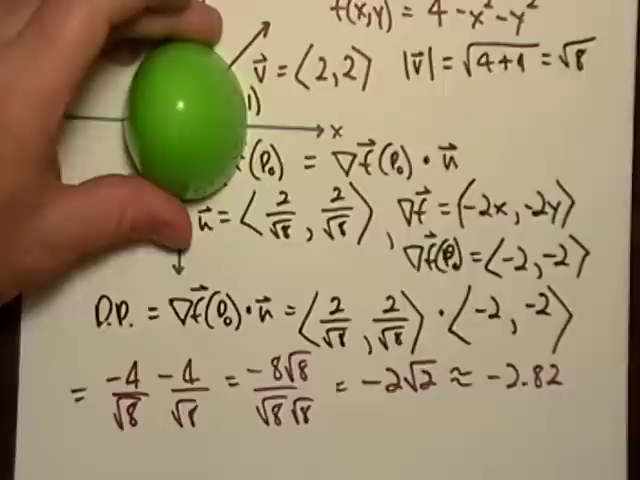 f(x,y) = 4 - x² - y²
v⃗ = ⟨2,2⟩ |v⃗| = √(4+4) = √8
1)
x
f(P₀) = ∇f⃗(P₀) · u⃗
u⃗ = ⟨2/√8, 2/√8⟩, ∇f⃗ = ⟨-2x, -2y⟩
∇f⃗(P₀) = ⟨-2, -2⟩
D.D. = ∇f⃗(P₀) · u⃗ = ⟨2/√8, 2/√8⟩ · ⟨-2, -2⟩
= -4/√8 - 4/√8 = -8√8/√8√8 = -2√2 ≈ -2.82